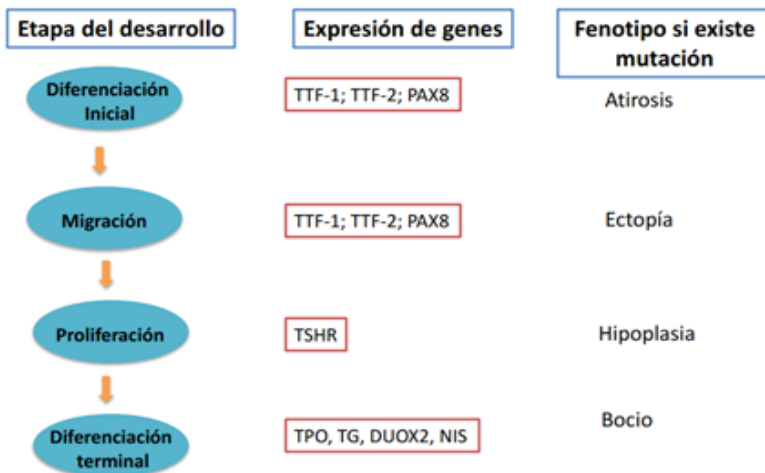 Etapa del desarrollo
Expresión de genes
Fenotipo si existe
mutación
Diferenciación
Inicial
TTF-1; TTF-2; PAX8
Atirosis
Migración
TTF-1; TTF-2; PAX8
Ectopía
Proliferación
TSHR
Hipoplasia
Diferenciación
terminal
TPO, TG, DUOX2, NIS
Bocio